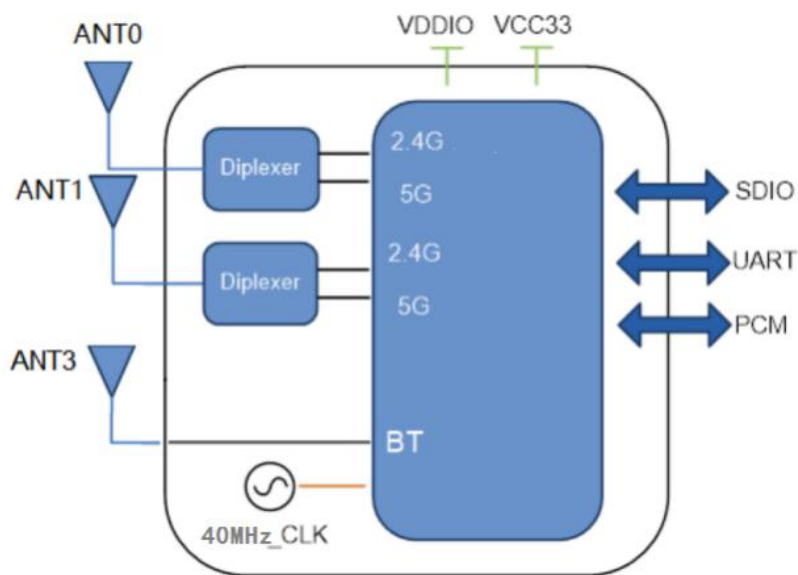 VDDIO VCC33
ANT0
2.4G
Diplexer
5G
SDIO
ANT1
2.4G
UART
Diplexer
5G
PCM
ANT3
BT
40MHz_CLK